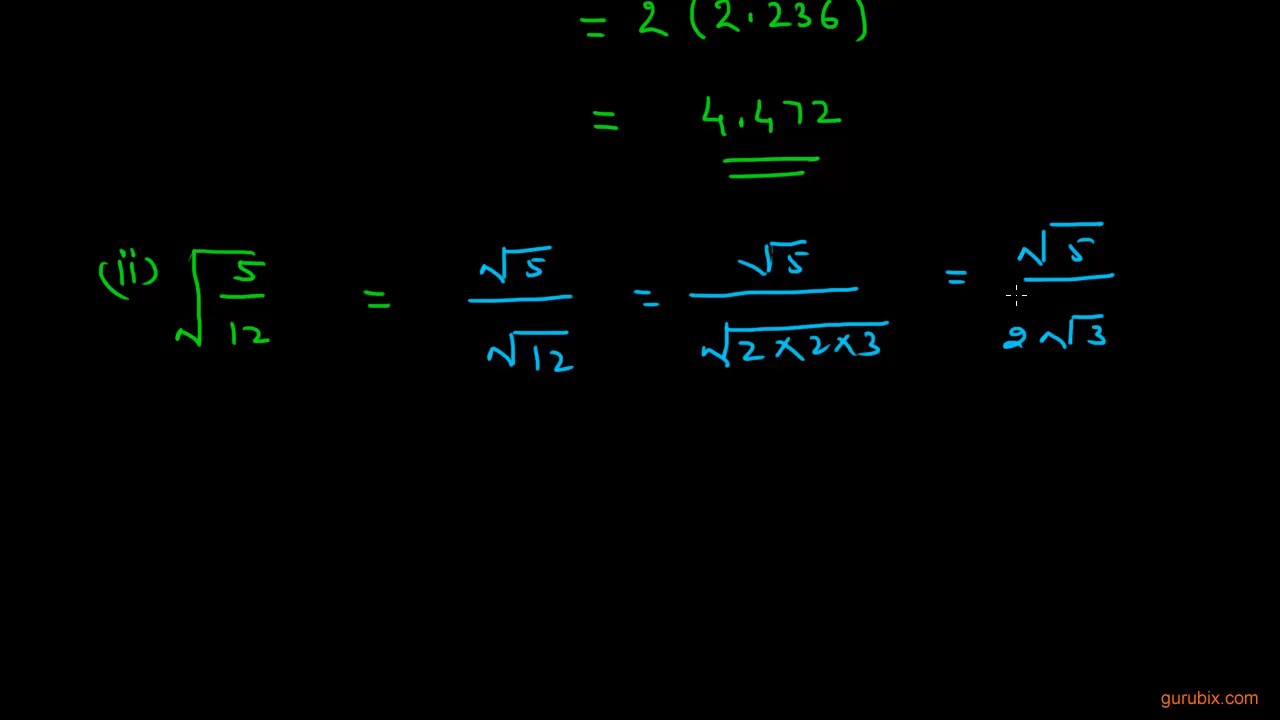 = 2 (2.236)
= 4.472
(ii) √(5/12) = √5/√12 = √5/√(2×2×3) = √5/2√3
gurubix.com